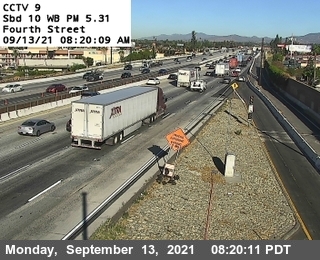 CCTV 9
Sbd 10 WB PM 5.31
Fourth Street
09/13/21 08:20:09 AM
Monday, September 13, 2021 08:20:11 PDT